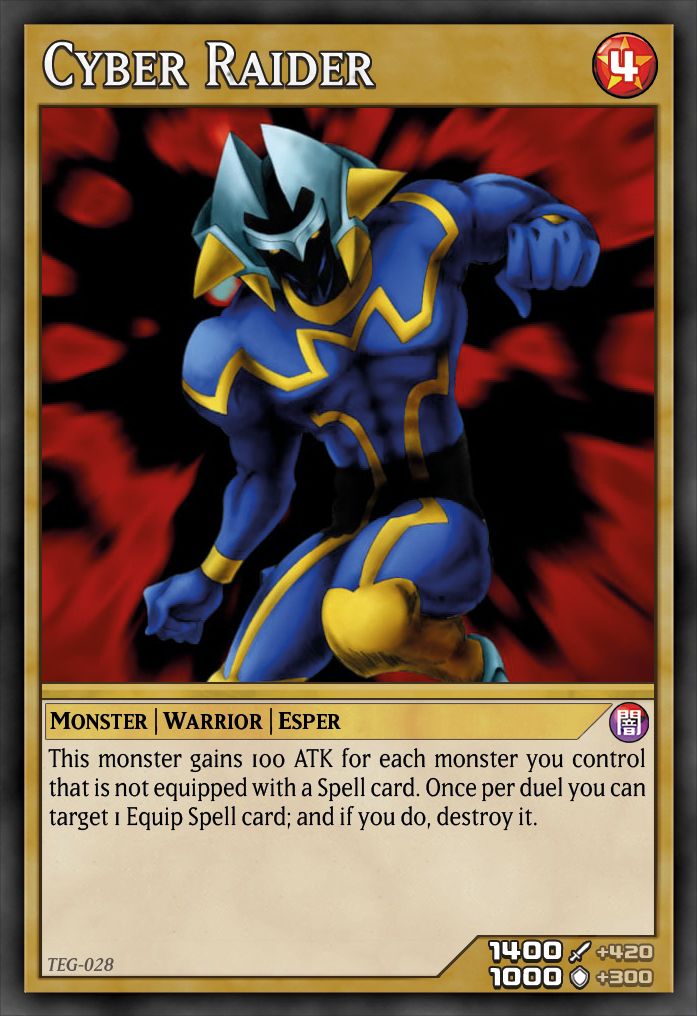 Cyber Raider
4
Monster | Warrior | Esper
闇
This monster gains 100 ATK for each monster you control
that is not equipped with a Spell card. Once per duel you can
target 1 Equip Spell card; and if you do, destroy it.
1400 +420
TEG-028
1000 +300